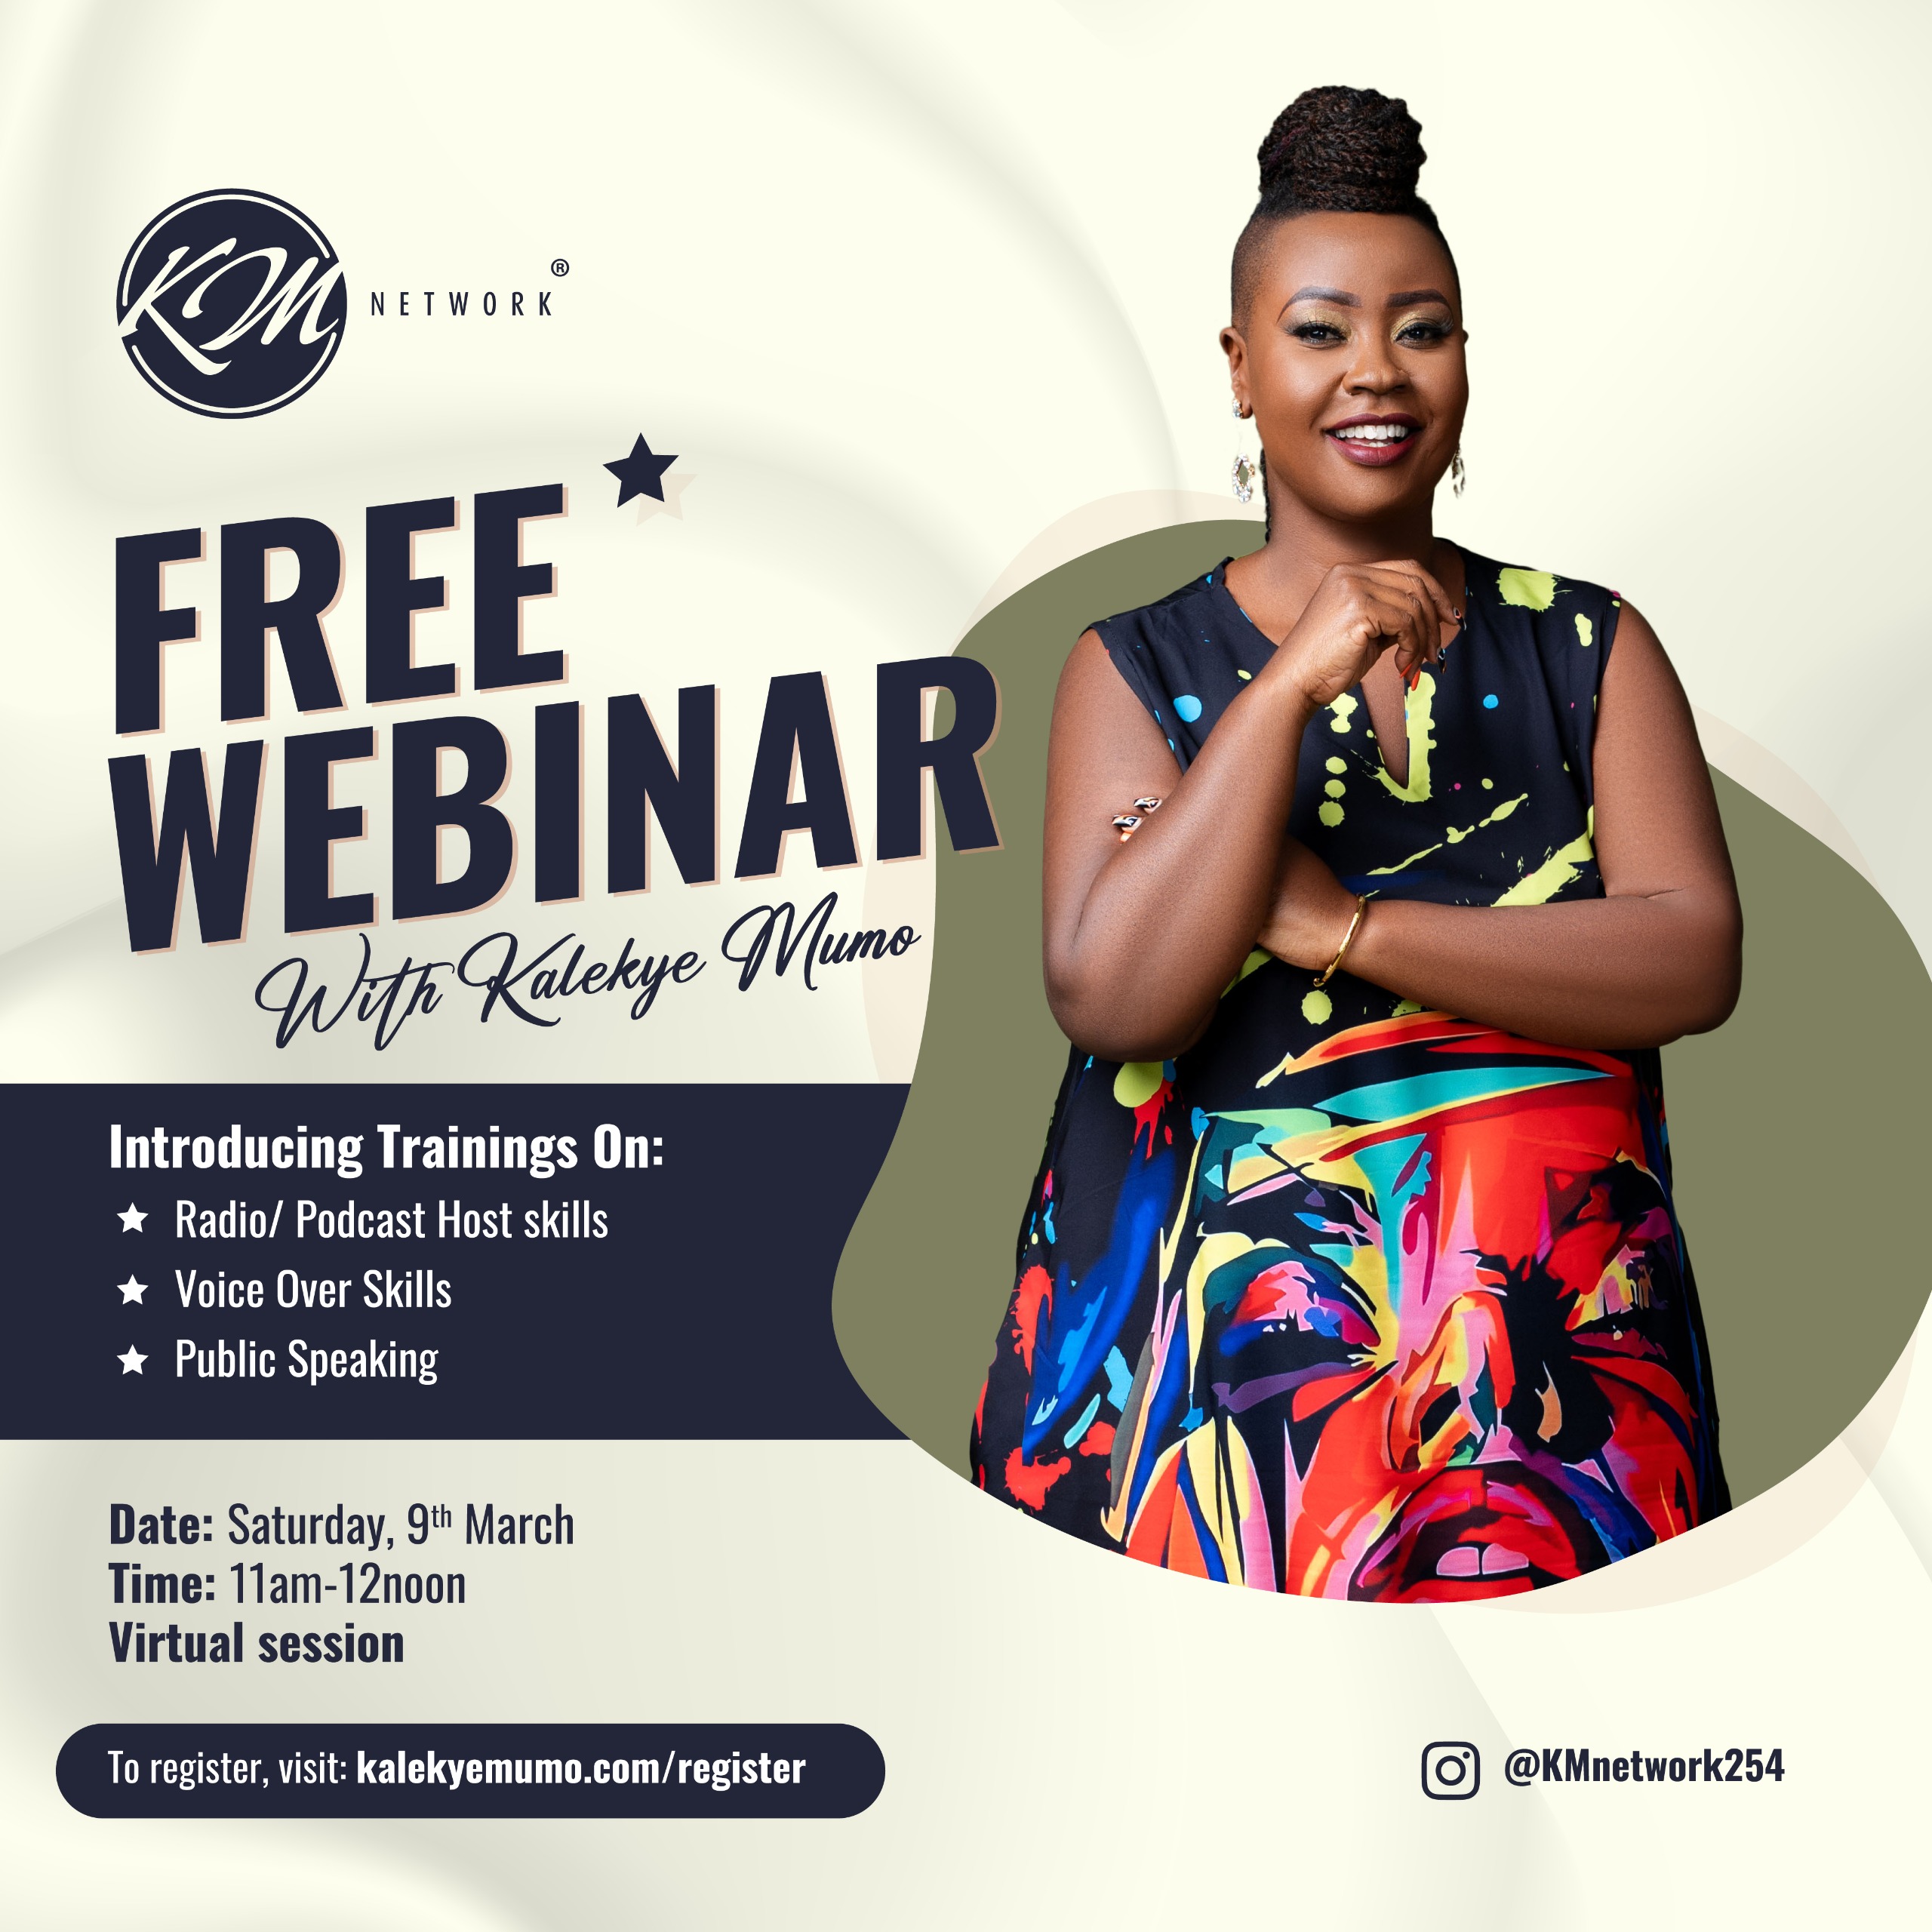 KM NETWORK®
FREE
WEBINAR
With Kalekye Mumo
Introducing Trainings On:
Radio/ Podcast Host skills
Voice Over Skills
Public Speaking
Date: Saturday, 9th March
Time: 11am-12noon
Virtual session
To register, visit: kalekyemumo.com/register
@KMnetwork254